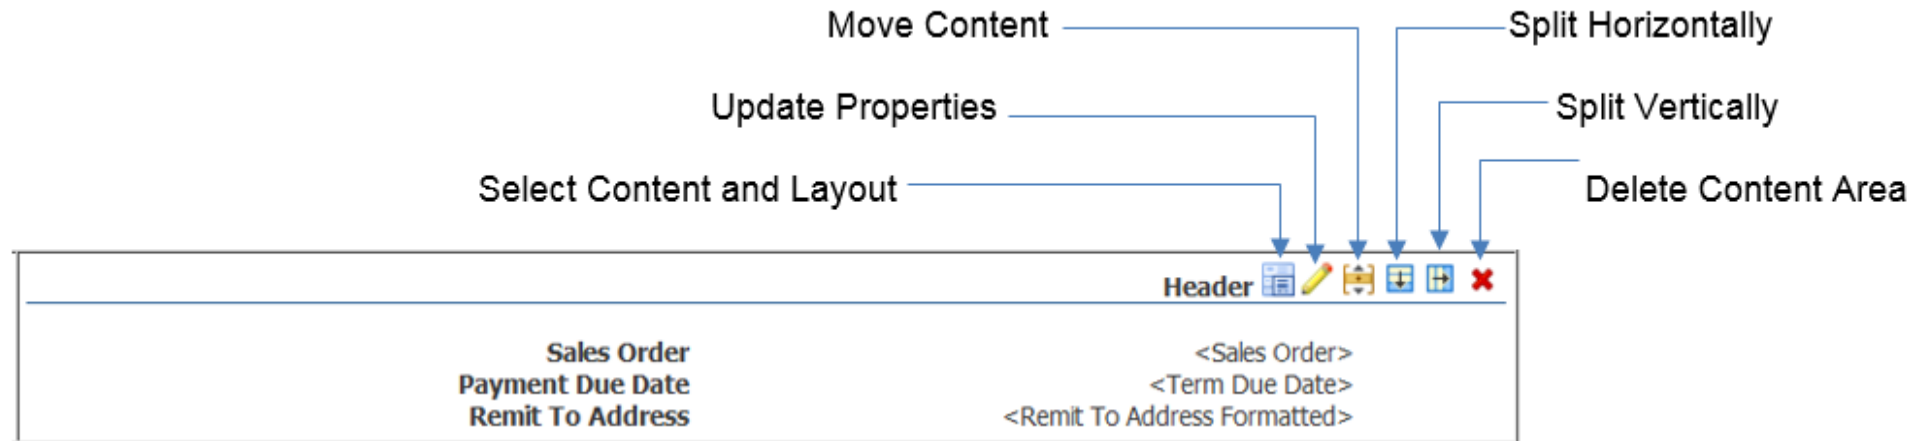 Move Content
Split Horizontally
Update Properties
Split Vertically
Select Content and Layout
Delete Content Area
Header
Sales Order <Sales Order>
Payment Due Date <Term Due Date>
Remit To Address <Remit To Address Formatted>